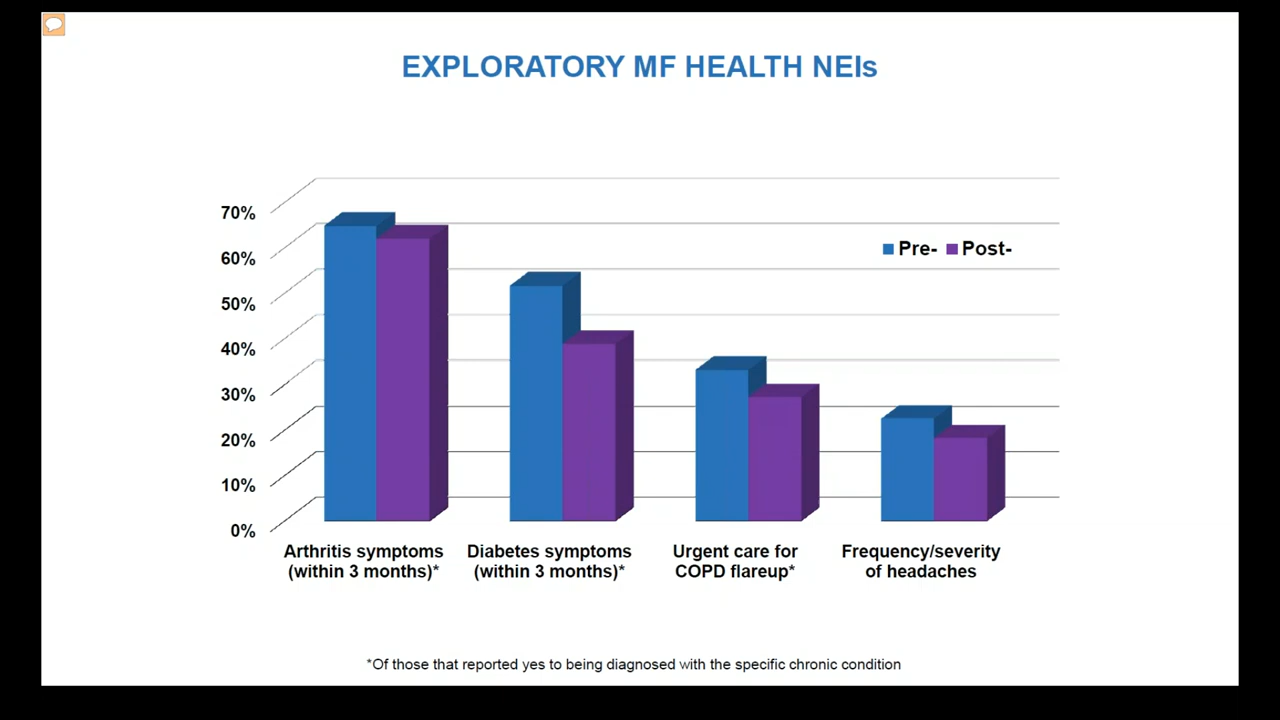 EXPLORATORY MF HEALTH NEIs
70%
60%
50%
40%
30%
20%
10%
0%
Pre- Post-
Arthritis symptoms
(within 3 months)*
Diabetes symptoms
(within 3 months)*
Urgent care for
COPD flareup*
Frequency/severity
of headaches
*Of those that reported yes to being diagnosed with the specific chronic condition